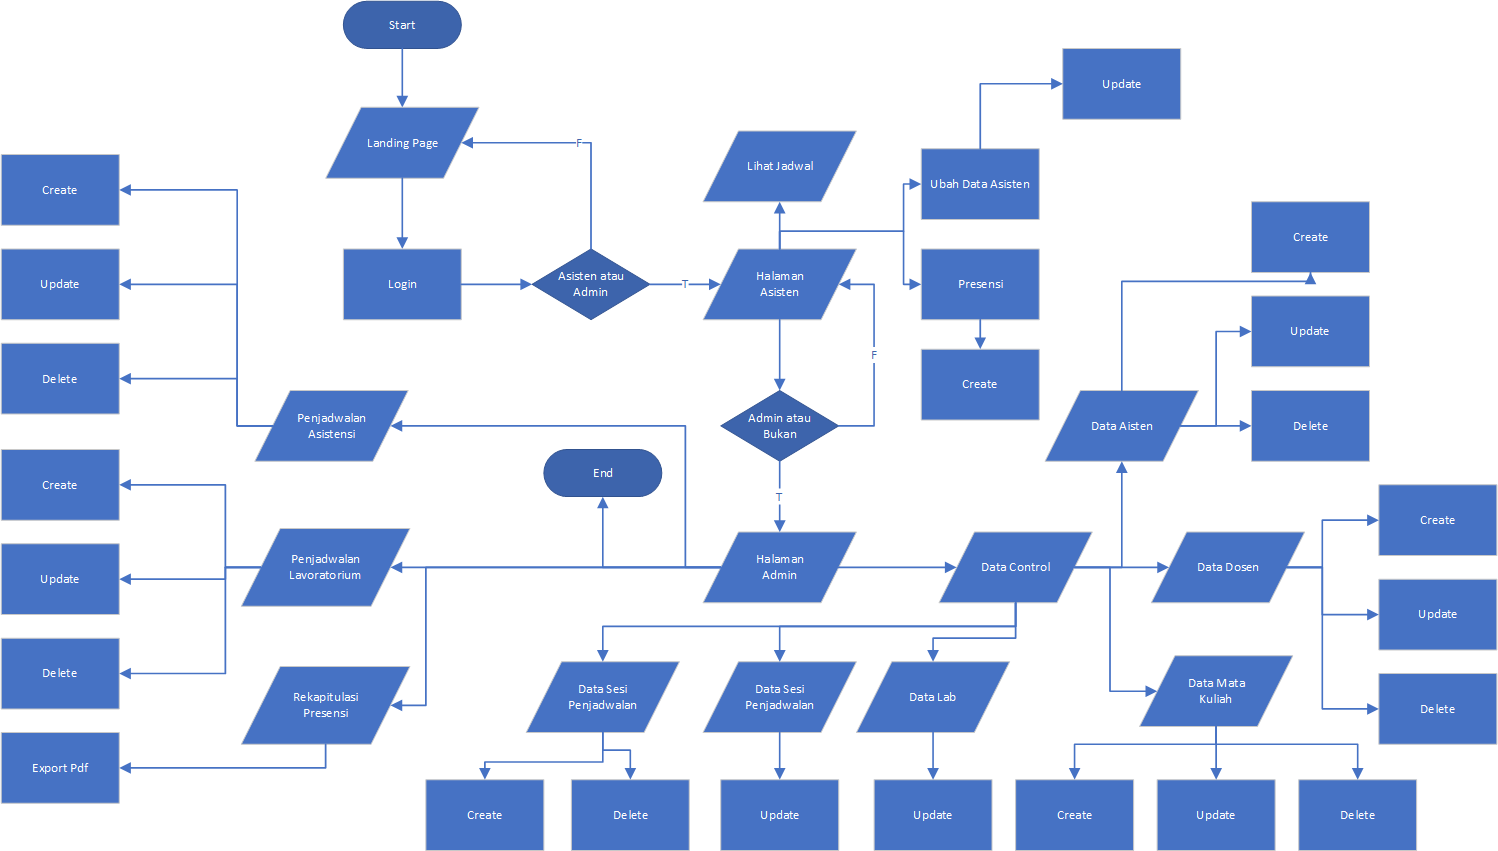 Start
Update
Landing Page
F
Lihat Jadwal
Ubah Data Asisten
Create
Create
Login
Asisten atau
Admin
T
Halaman
Asisten
Presensi
Update
Update
F
Create
Delete
Penjadwalan
Asistensi
Admin atau
Bukan
Data Aisten
Delete
End
Create
T
Create
Penjadwalan
Lavoratorium
Halaman
Admin
Data Control
Data Dosen
Update
Update
Delete
Rekapitulasi
Presensi
Data Sesi
Penjadwalan
Data Sesi
Penjadwalan
Data Lab
Data Mata
Kuliah
Delete
Export Pdf
Create
Delete
Update
Update
Create
Update
Delete